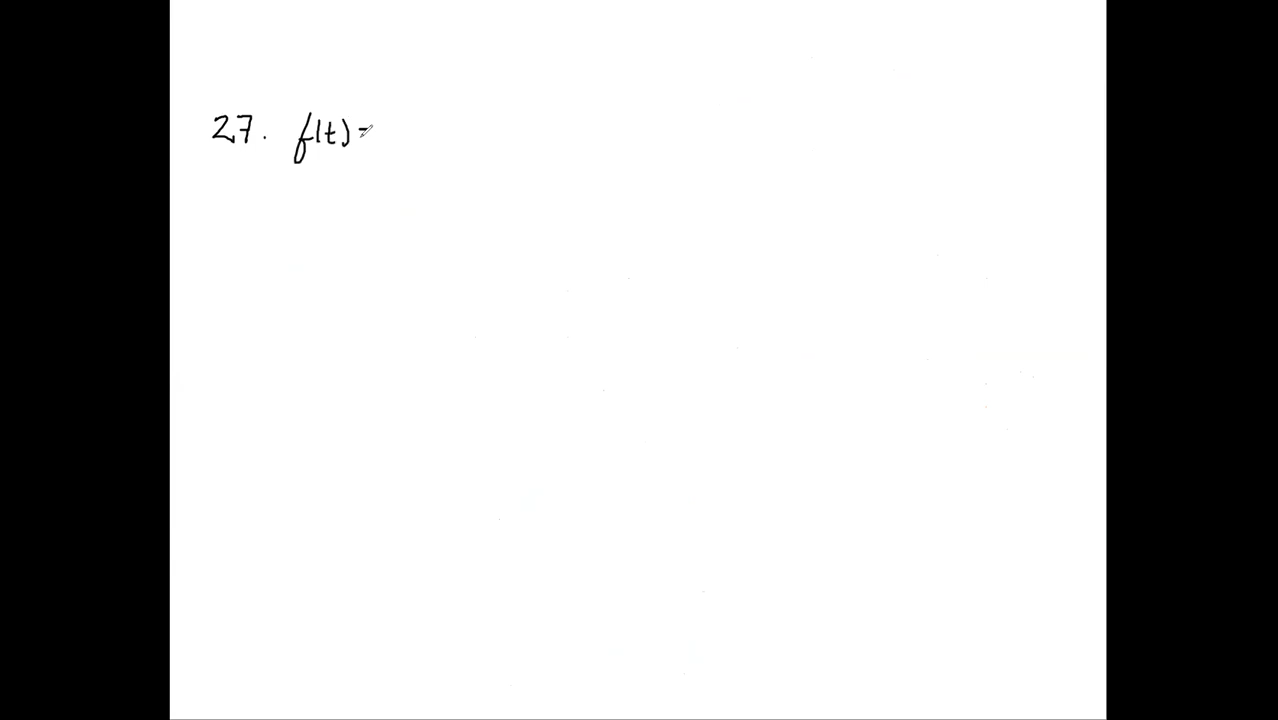 27. f(t) =